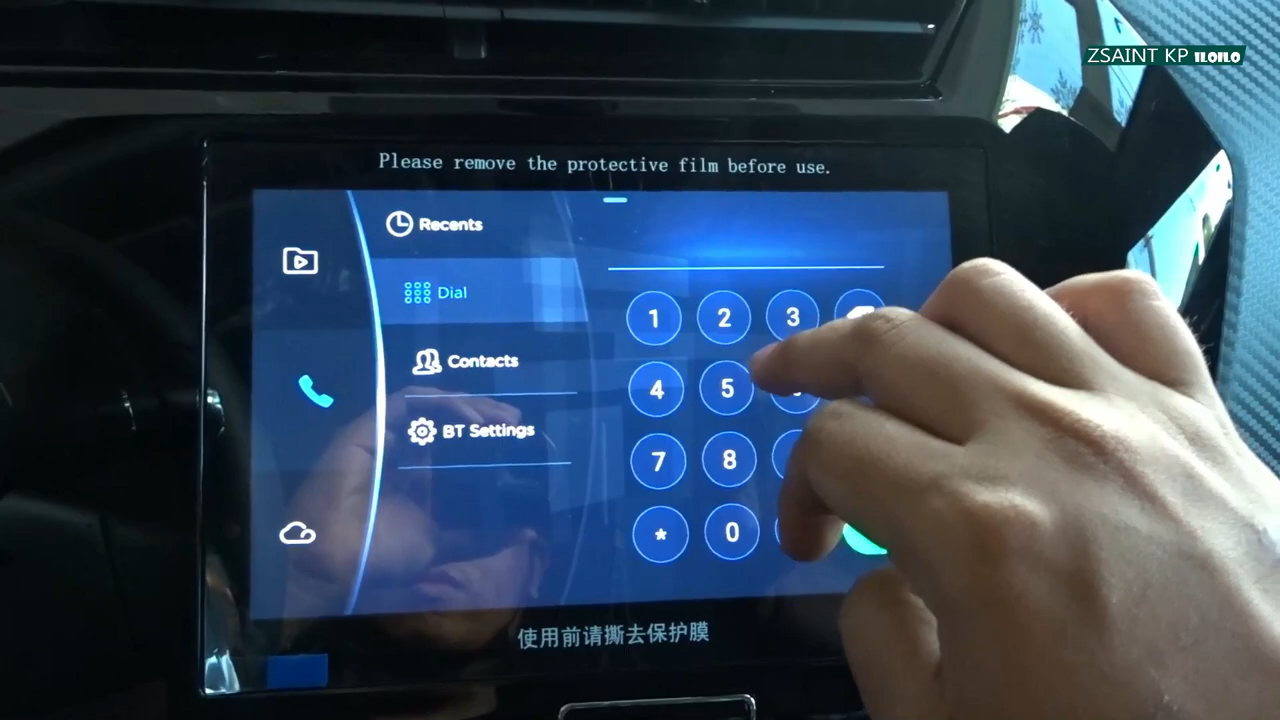 ZSAINT KP ILOILO
Please remove the protective film before use.
Recents
Dial
Contacts
BT Settings
1 2 3
4 5
7 8
* 0
使用前请撕去保护膜